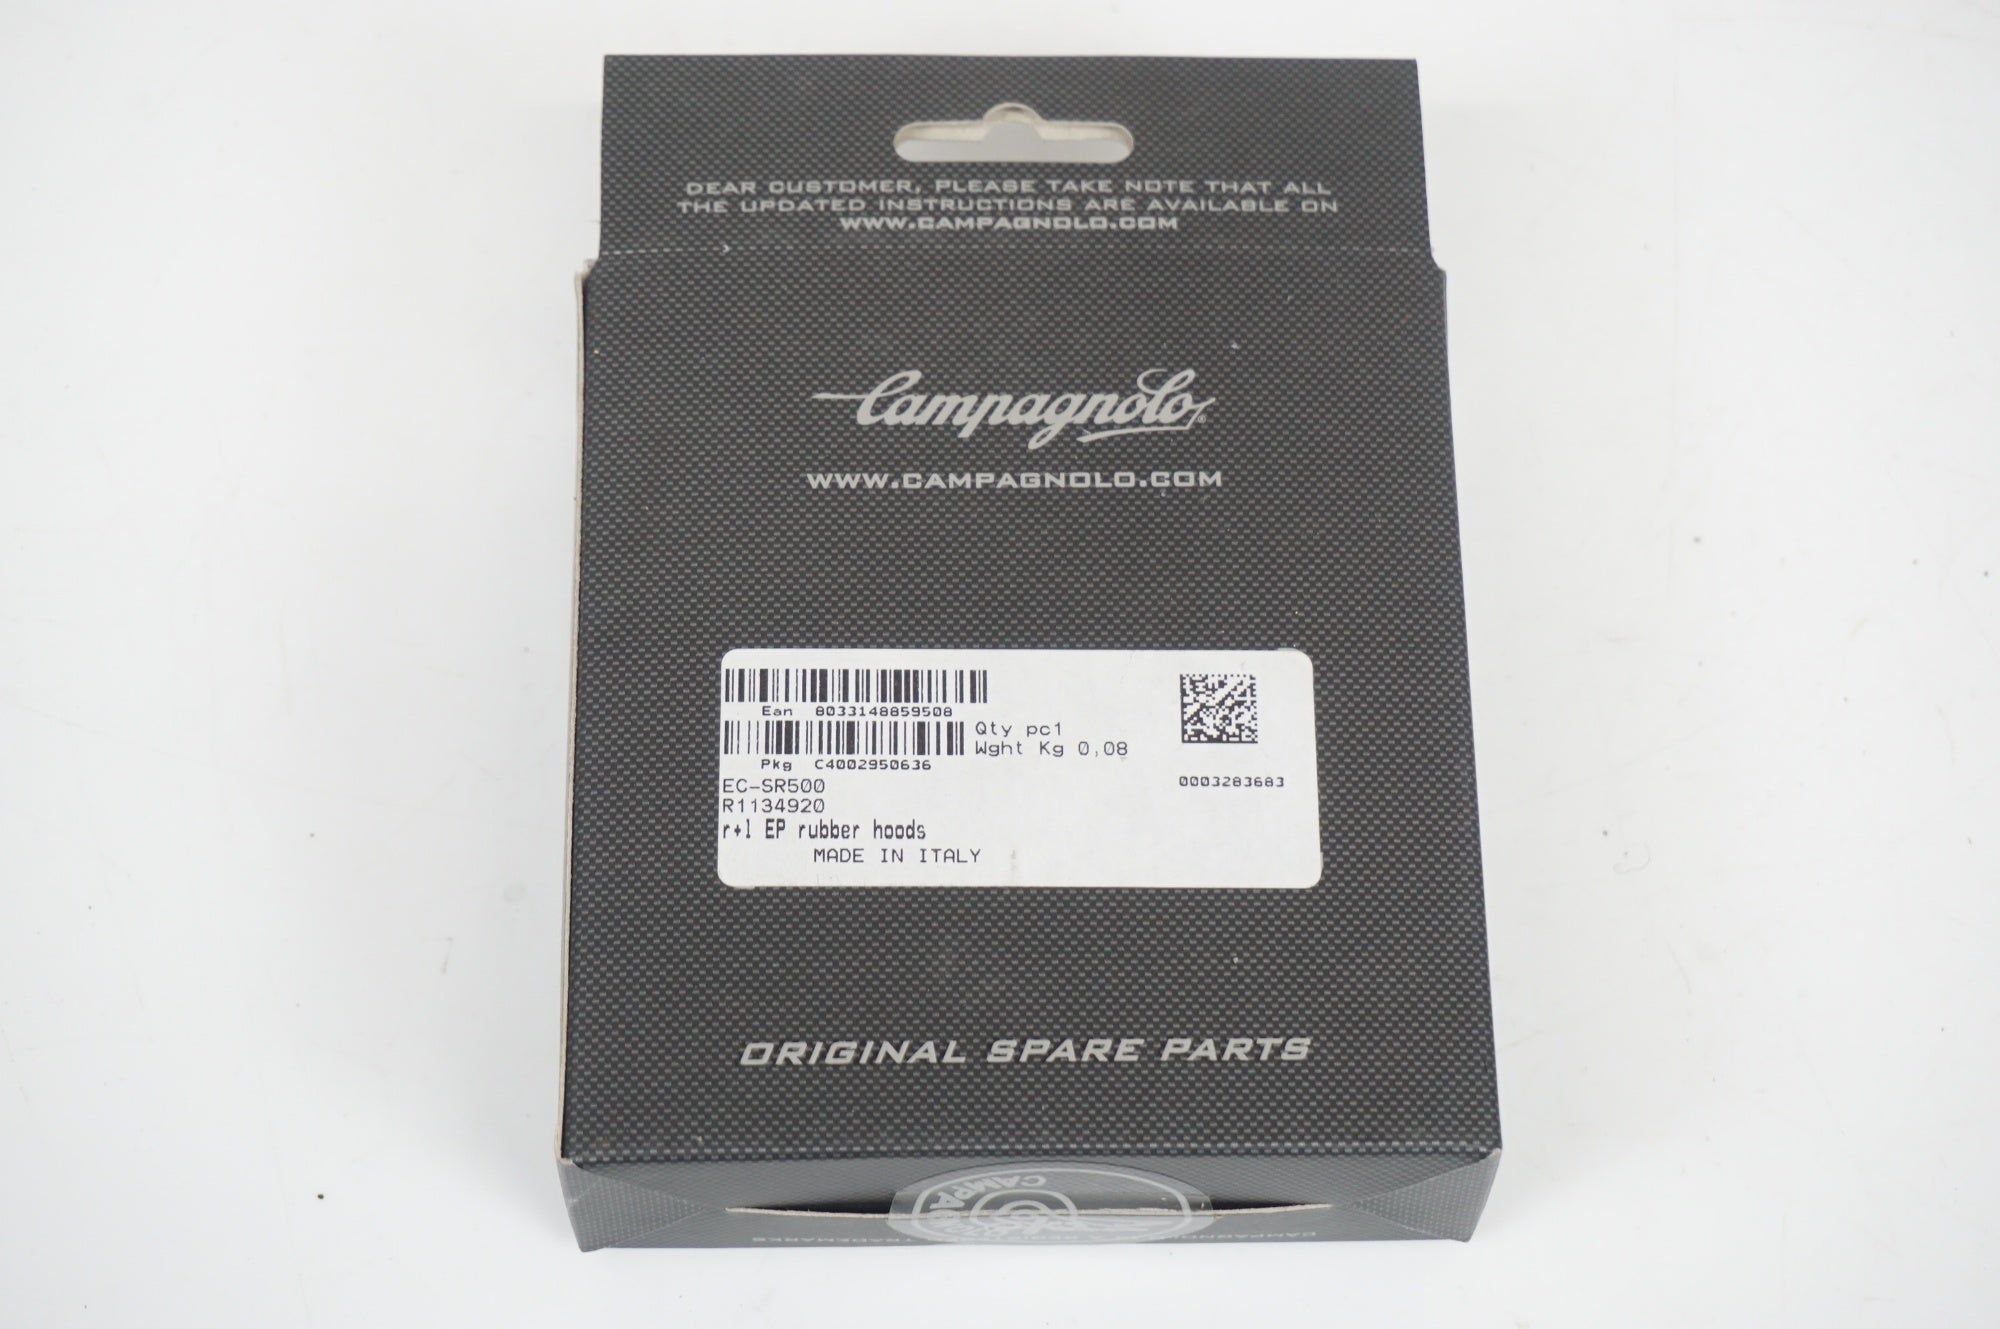 DEAR CUSTOMER, PLEASE TAKE NOTE THAT ALL
THE UPDATED INSTRUCTIONS ARE AVAILABLE ON
WWW.CAMPAGNOLO.COM
Campagnolo
WWW.CAMPAGNOLO.COM
Ean 8033148859508
Qty pc1
Wght Kg 0,08
Pkg C4002950636
0003283683
EC-SR500
R1134920
r+l EP rubber hoods
MADE IN ITALY
ORIGINAL SPARE PARTS